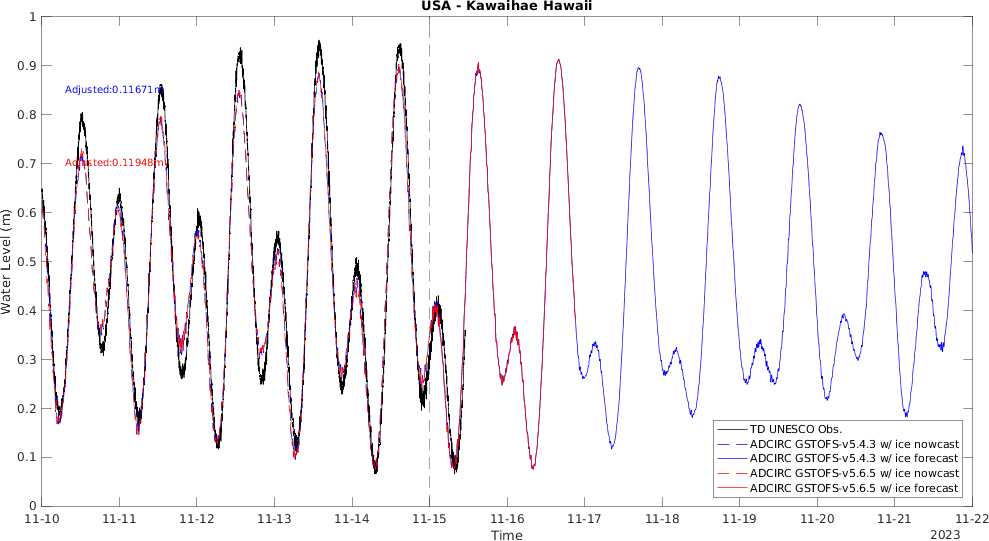 USA - Kawaihae Hawaii
1
0.9
0.8
0.7
0.6
0.5
0.4
0.3
0.2
0.1
0
Water Level (m)
Adjusted:0.11671m
Adjusted:0.11948m
TD UNESCO Obs.
ADCIRC GSTOFS-v5.4.3 w/ ice nowcast
ADCIRC GSTOFS-v5.4.3 w/ ice forecast
ADCIRC GSTOFS-v5.6.5 w/ ice nowcast
ADCIRC GSTOFS-v5.6.5 w/ ice forecast
11-10 11-11 11-12 11-13 11-14 11-15 11-16 11-17 11-18 11-19 11-20 11-21 11-22
Time
2023